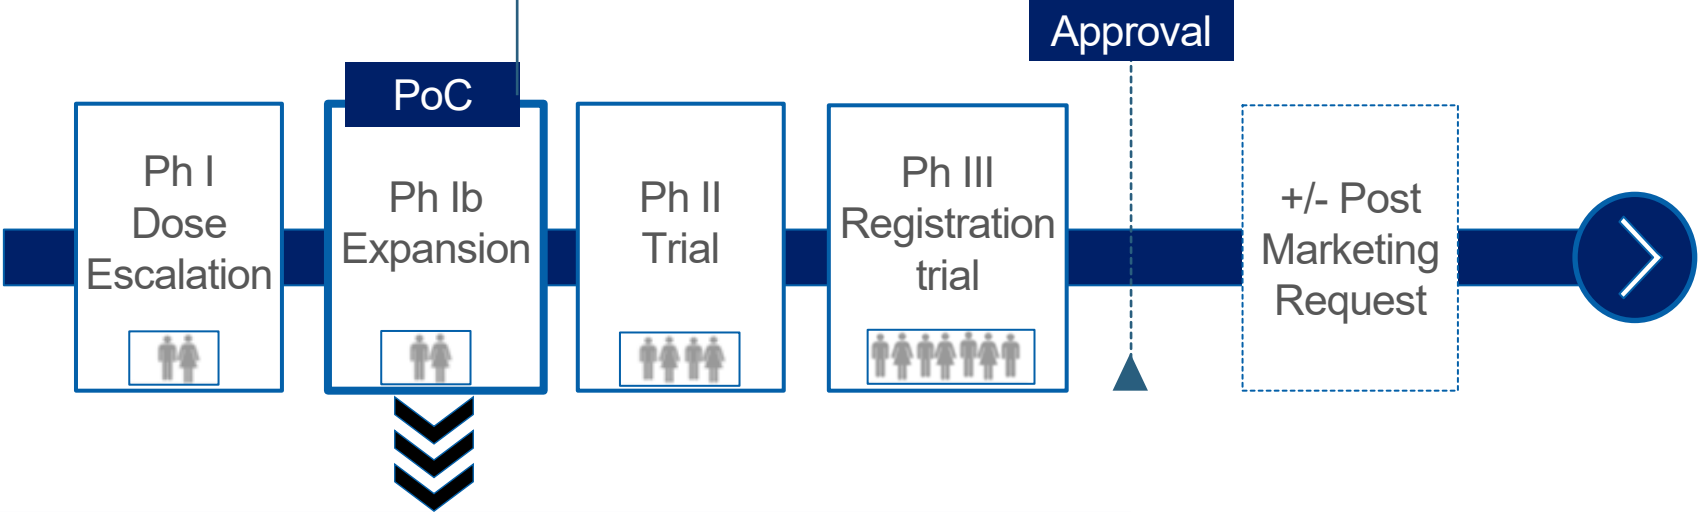 Approval
PoC
Ph I
Dose
Escalation
Ph Ib
Expansion
Ph II
Trial
Ph III
Registration
trial
+/- Post
Marketing
Request